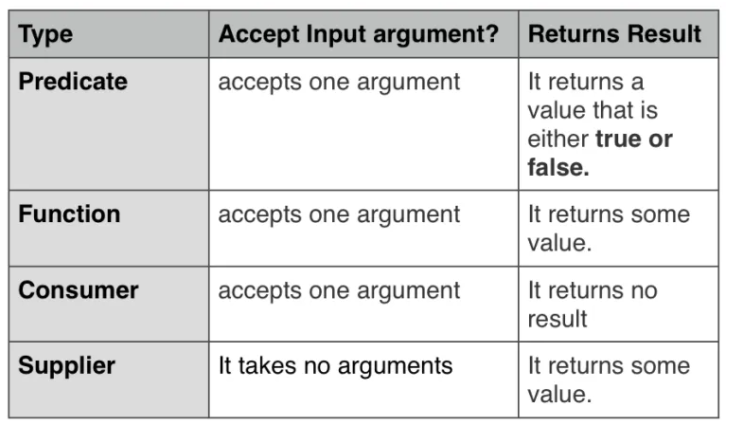 Type Accept Input argument? Returns Result
Predicate accepts one argument It returns a
value that is
either true or
false.
Function accepts one argument It returns some
value.
Consumer accepts one argument It returns no
result
Supplier It takes no arguments It returns some
value.